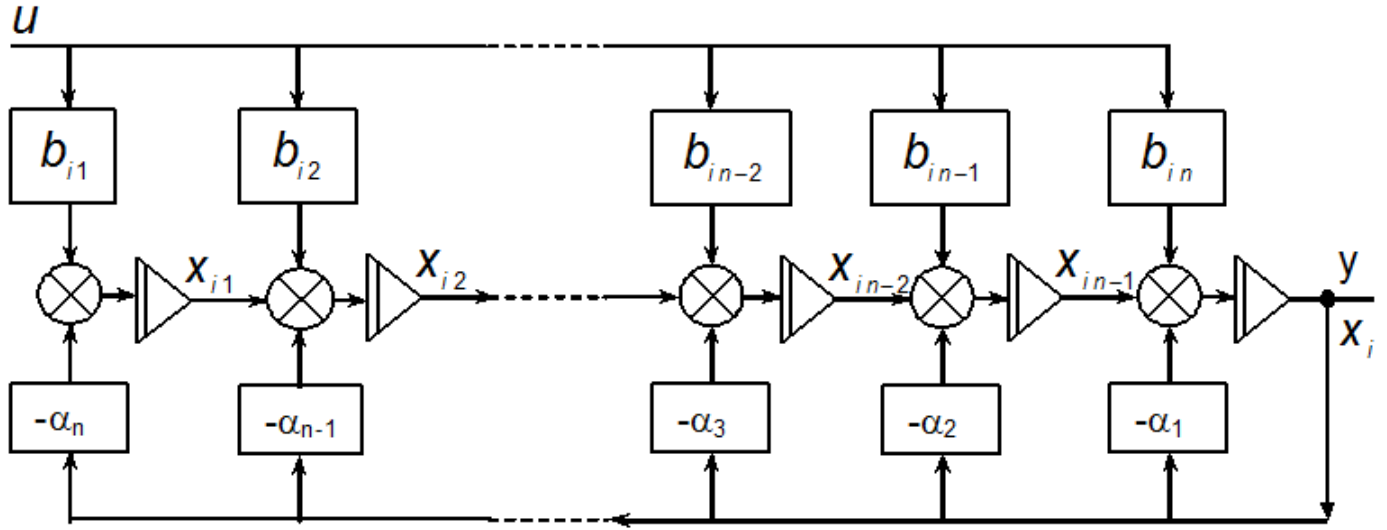 u
b_{i1} b_{i2} b_{in-2} b_{in-1} b_{in}
x_{i1} x_{i2} x_{in-2} x_{in-1} y
x_i
-α_n -α_{n-1} -α_3 -α_2 -α_1